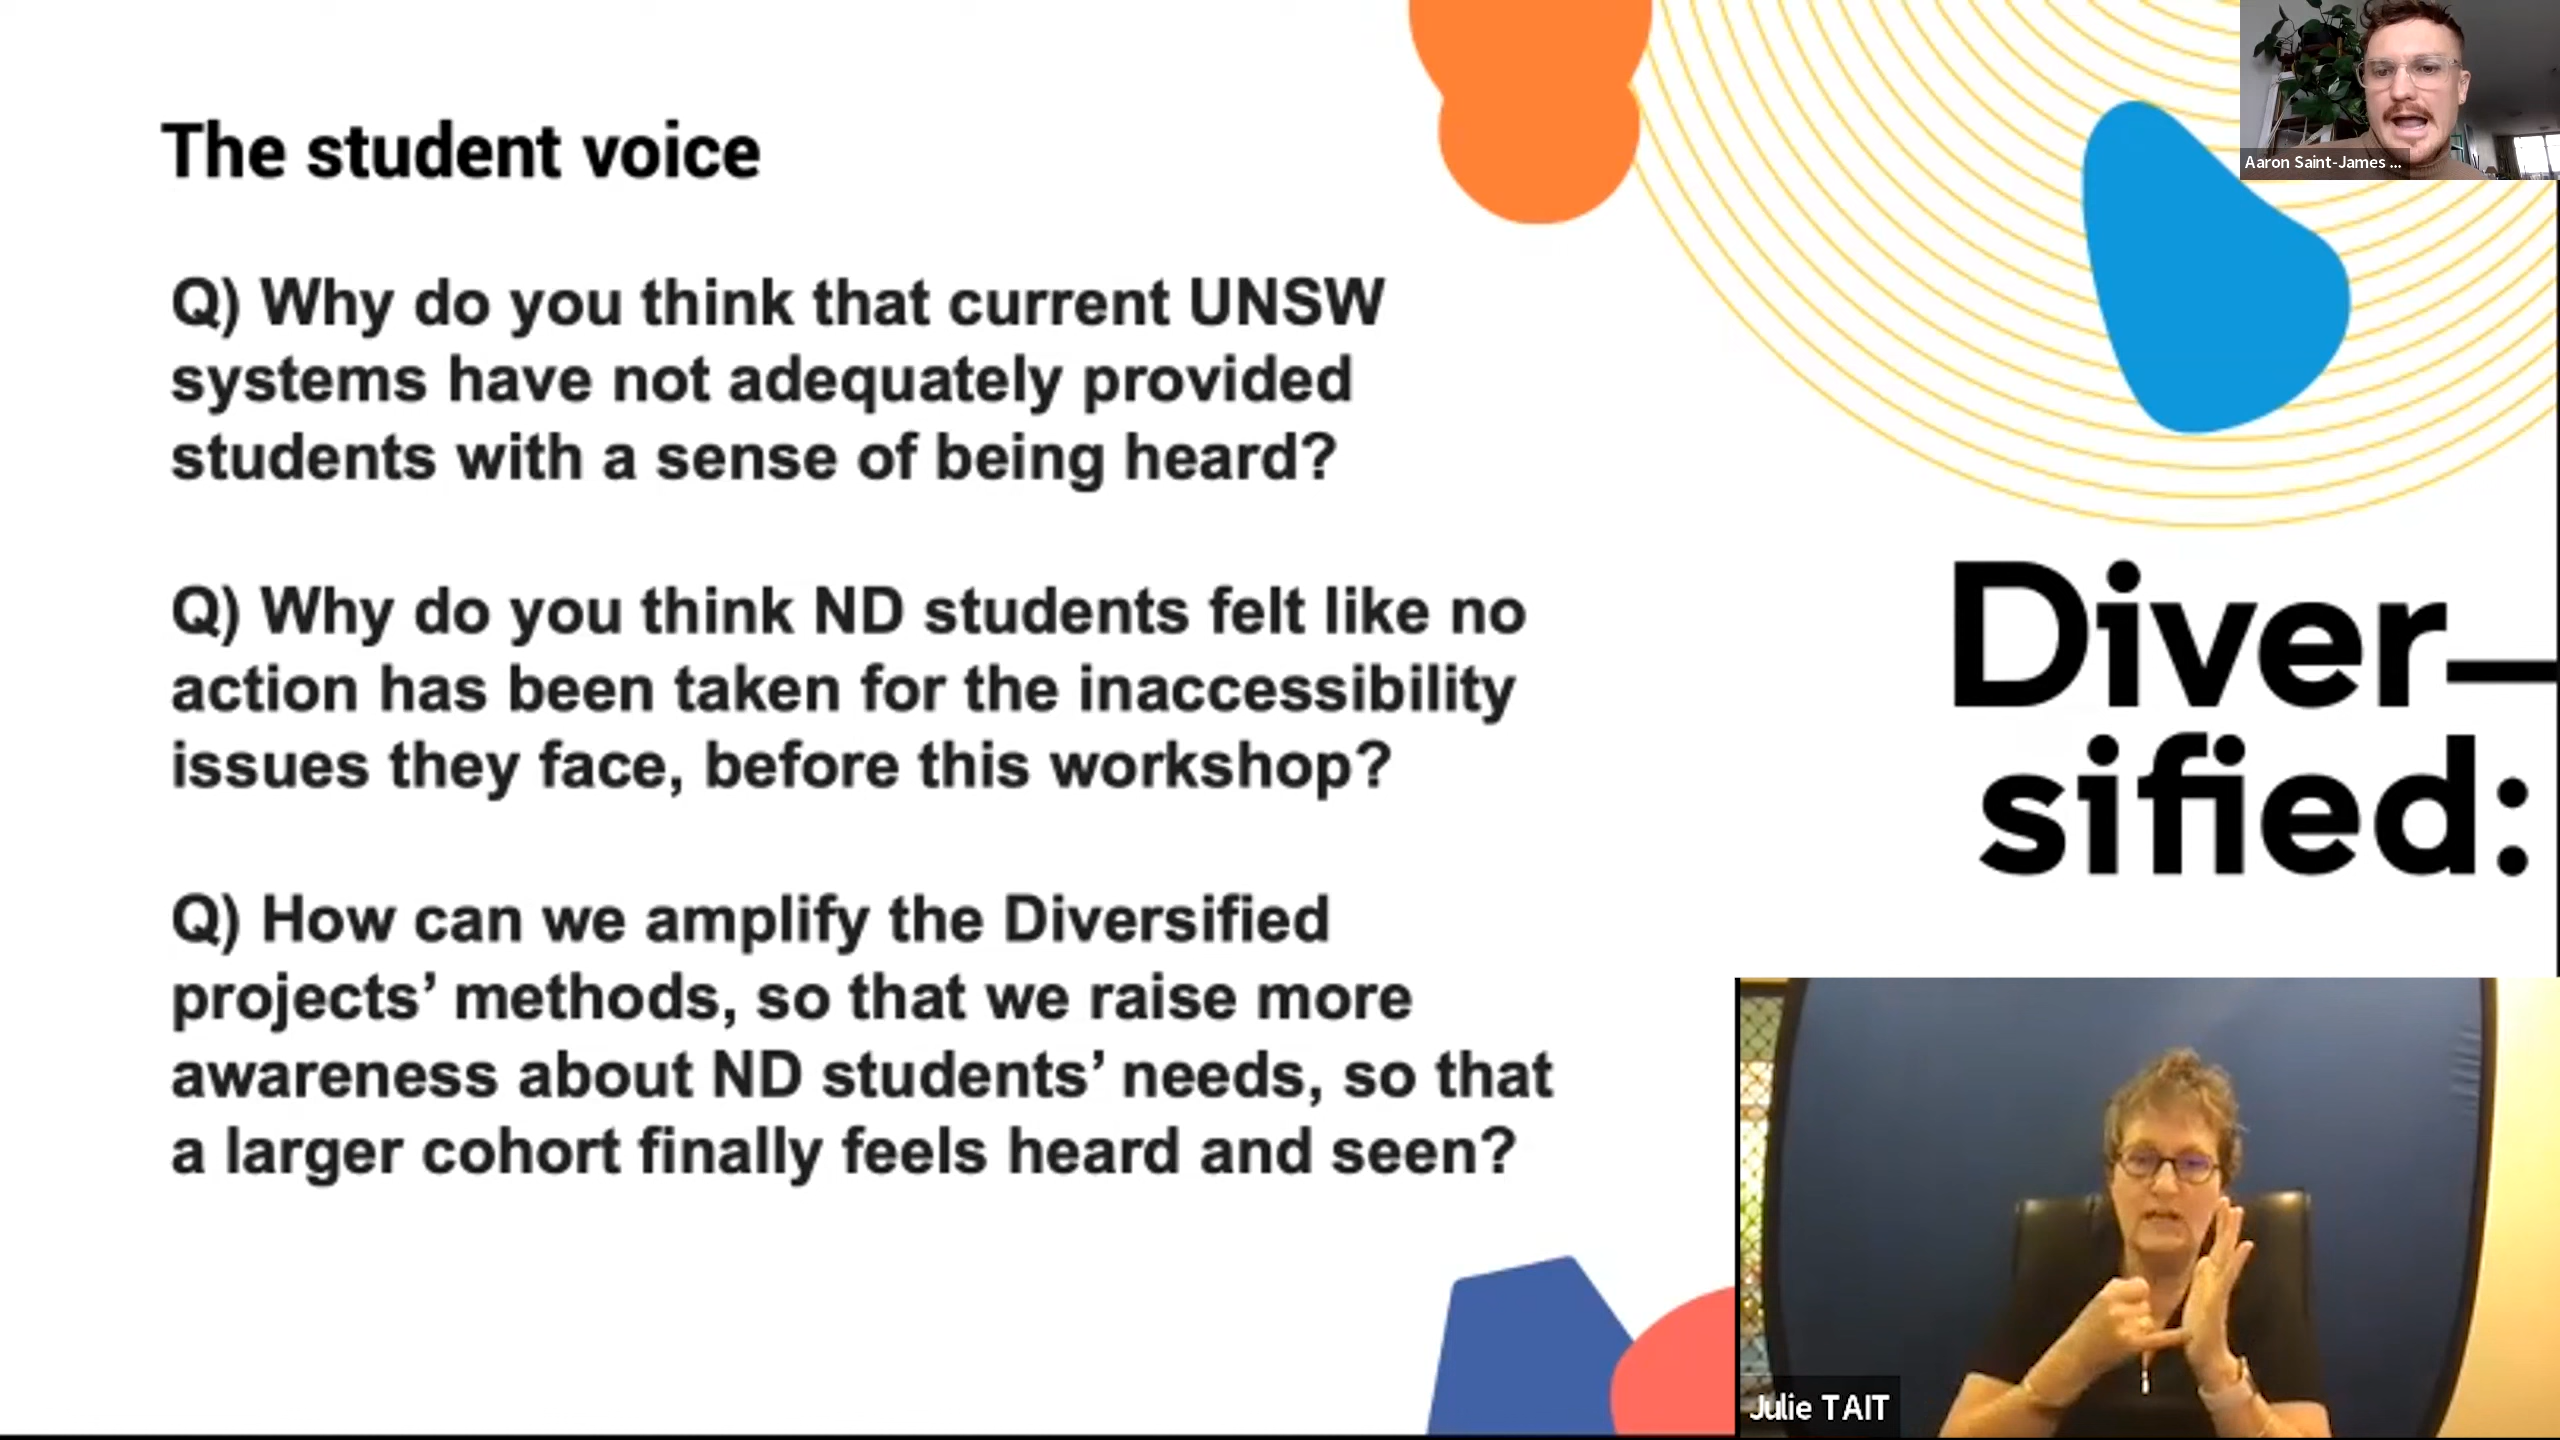 The student voice
Q) Why do you think that current UNSW
systems have not adequately provided
students with a sense of being heard?
Q) Why do you think ND students felt like no
action has been taken for the inaccessibility
issues they face, before this workshop?
Q) How can we amplify the Diversified
projects’ methods, so that we raise more
awareness about ND students’ needs, so that
a larger cohort finally feels heard and seen?
Aaron Saint-James ...
Diver—
sified:
Julie TAIT